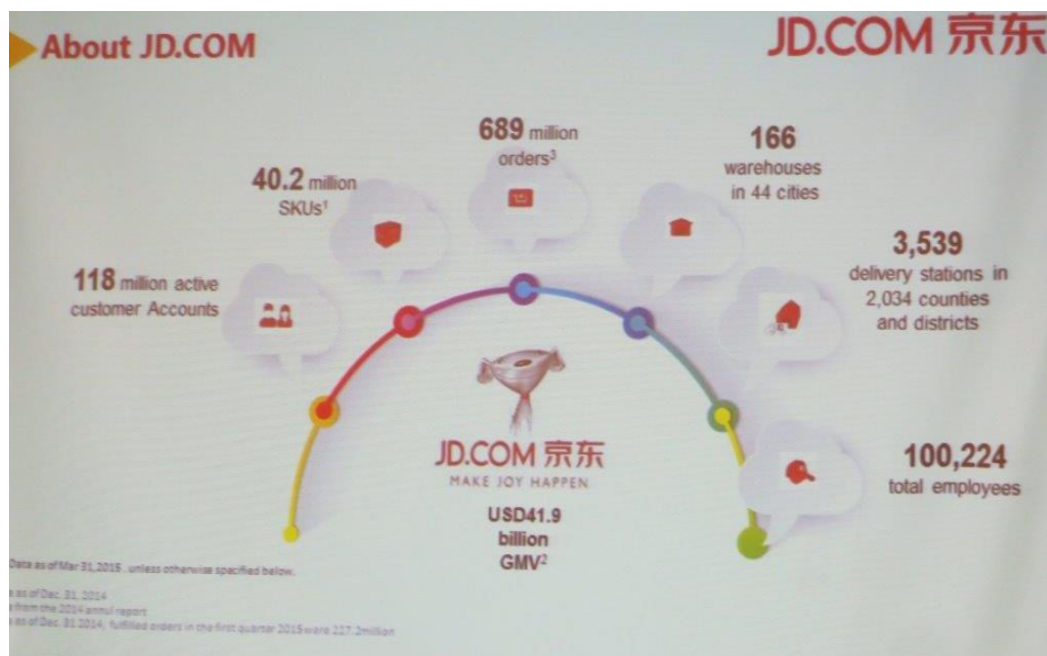 About JD.COM
JD.COM 京东
689 million
orders³
166
warehouses
in 44 cities
40.2 million
SKUs¹
3,539
delivery stations in
2,034 counties
and districts
118 million active
customer Accounts
JD.COM 京东
MAKE JOY HAPPEN
100,224
total employees
USD41.9
billion
GMV²
Data as of Mar 31,2015 . unless otherwise specified below.
as of Dec. 31, 2014
from the 2014 annul report
as of Dec. 31 2014, fulfilled orders in the first quarter 2015 were 227.2million